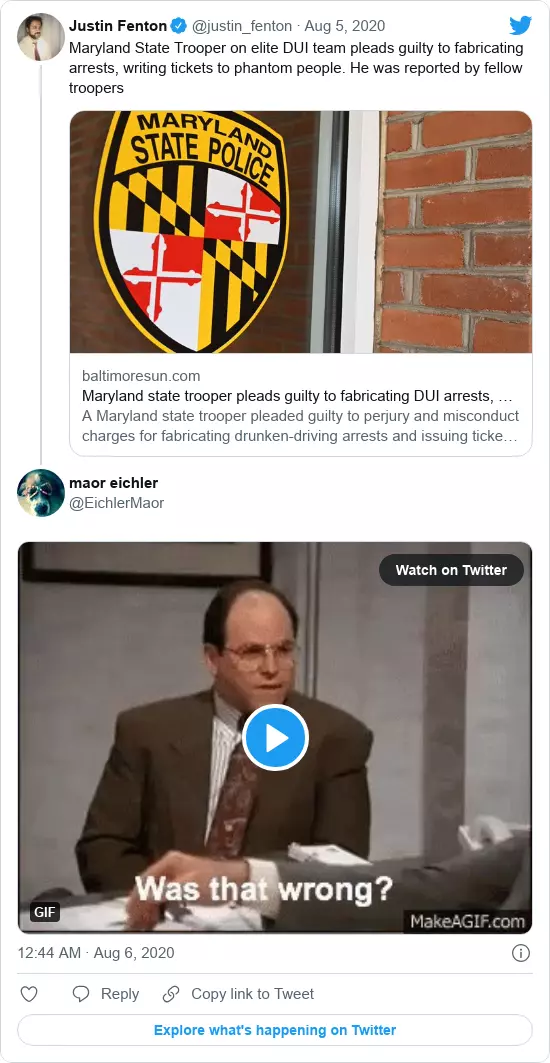 Justin Fenton @justin_fenton · Aug 5, 2020
Maryland State Trooper on elite DUI team pleads guilty to fabricating
arrests, writing tickets to phantom people. He was reported by fellow
troopers
MARYLAND
STATE POLICE
baltimoresun.com
Maryland state trooper pleads guilty to fabricating DUI arrests, ...
A Maryland state trooper pleaded guilty to perjury and misconduct
charges for fabricating drunken-driving arrests and issuing ticke...
maor eichler
@EichlerMaor
Watch on Twitter
Was that wrong?
GIF
MakeAGIF.com
12:44 AM · Aug 6, 2020
Reply
Copy link to Tweet
Explore what's happening on Twitter